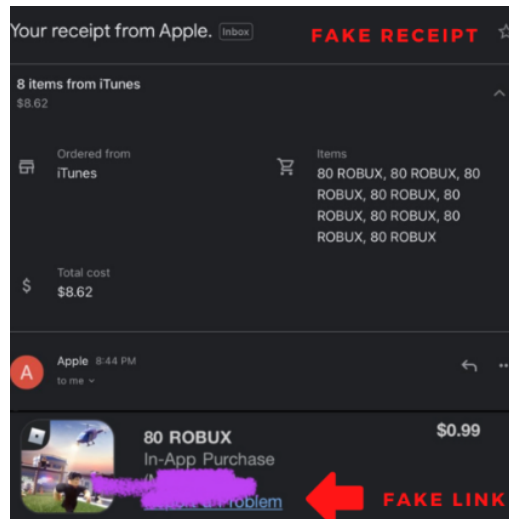 Your receipt from Apple. Inbox FAKE RECEIPT
8 items from iTunes
$8.62
Ordered from
iTunes
Items
80 ROBUX, 80 ROBUX, 80
ROBUX, 80 ROBUX, 80
ROBUX, 80 ROBUX, 80
ROBUX, 80 ROBUX
Total cost
$
$8.62
A
Apple 8:44 PM
to me
80 ROBUX
$0.99
In-App Purchase
Problem
FAKE LINK